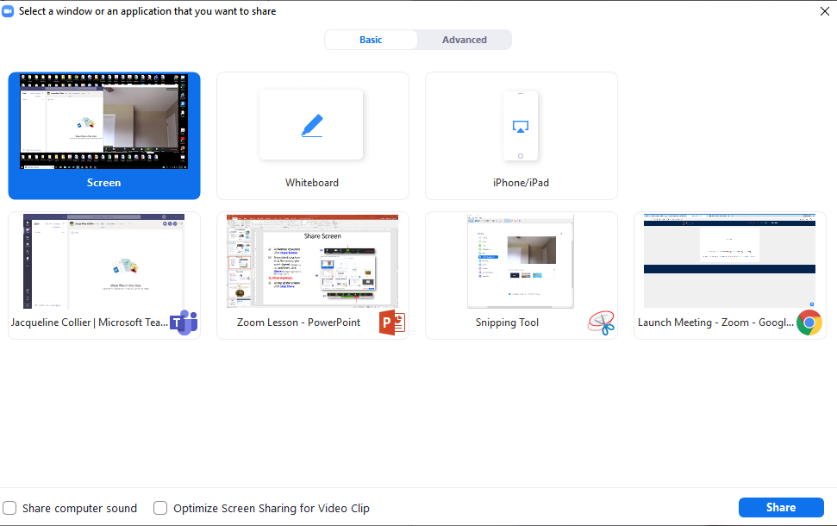 Select a window or an application that you want to share
Basic
Advanced
Screen
Whiteboard
iPhone/iPad
Share Screen
Jacqueline Collier | Microsoft Tea...
Zoom Lesson - PowerPoint
Snipping Tool
Launch Meeting - Zoom - Googl...
Share computer sound
Optimize Screen Sharing for Video Clip
Share